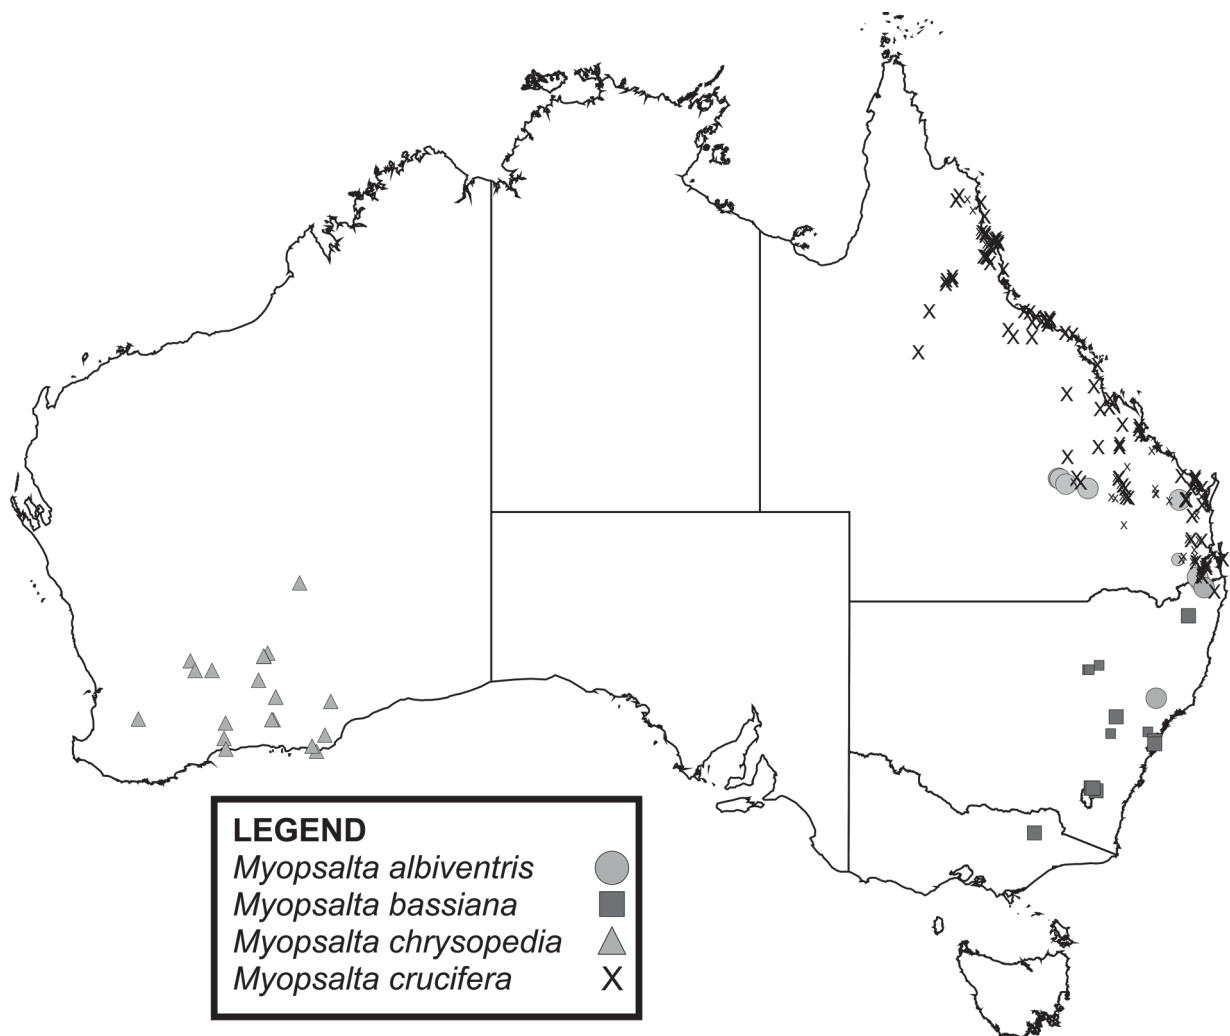 LEGEND
Myopsalta albiventris
Myopsalta bassiana
Myopsalta chrysopedia
Myopsalta crucifera X